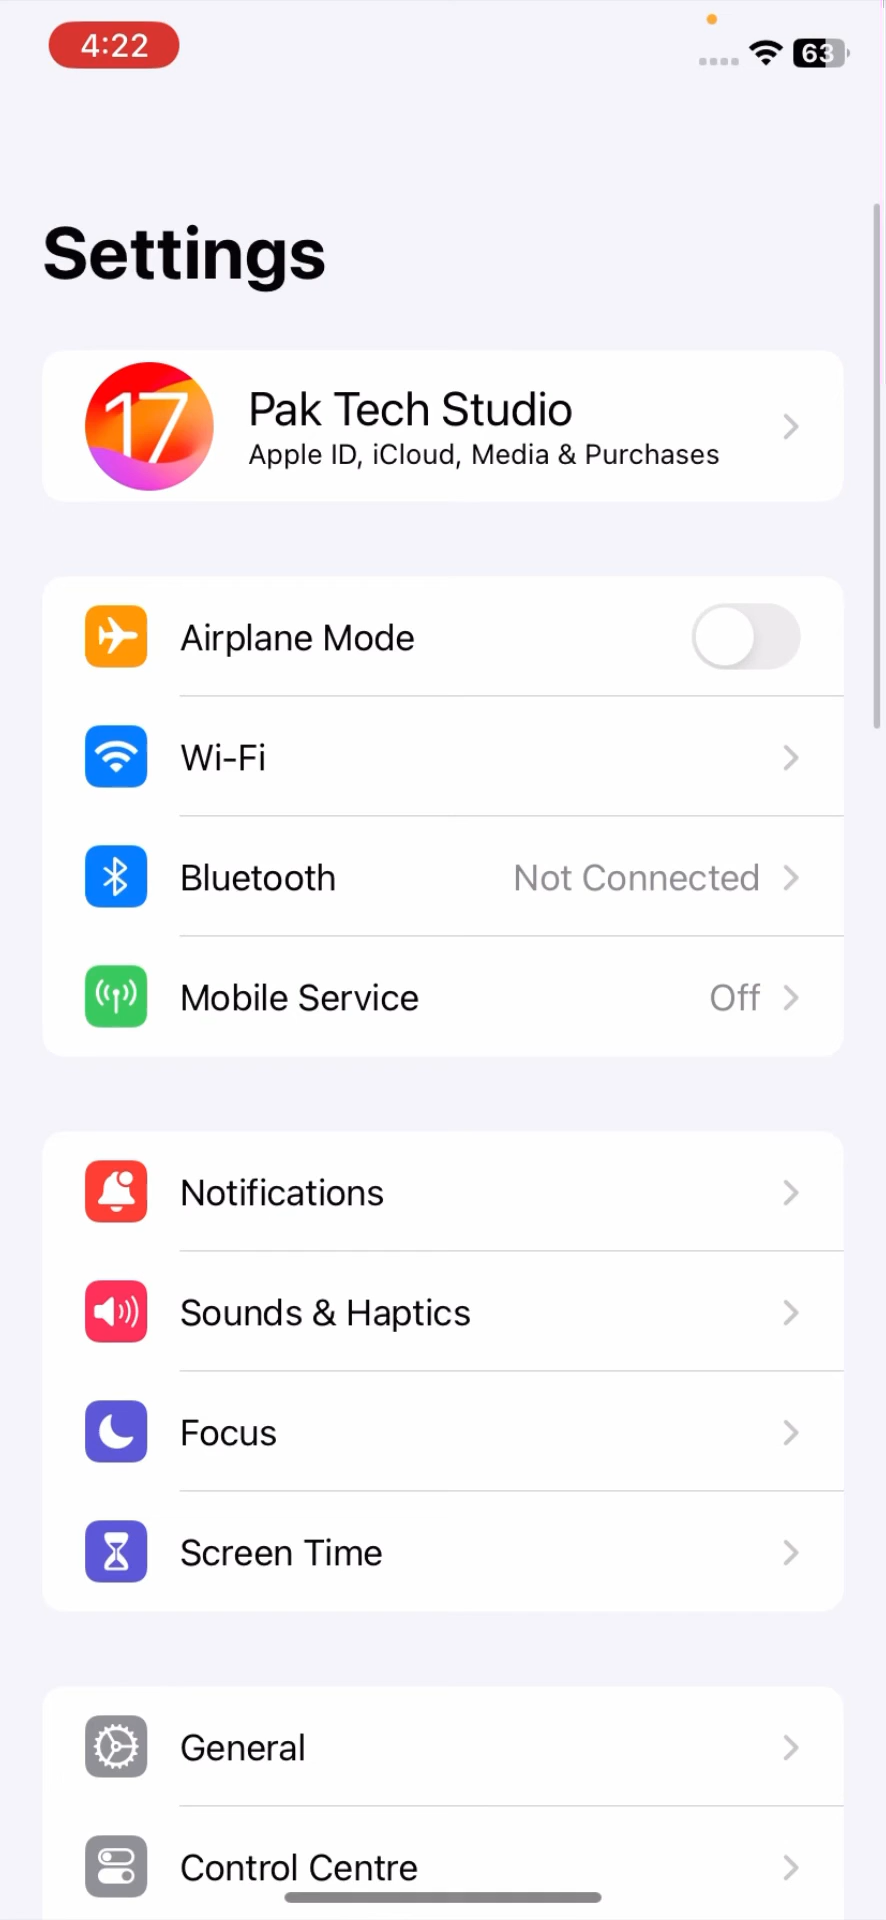 4:22
63
Settings
17
Pak Tech Studio
Apple ID, iCloud, Media & Purchases
Airplane Mode
Wi-Fi
Bluetooth
Not Connected
Mobile Service
Off
Notifications
Sounds & Haptics
Focus
Screen Time
General
Control Centre